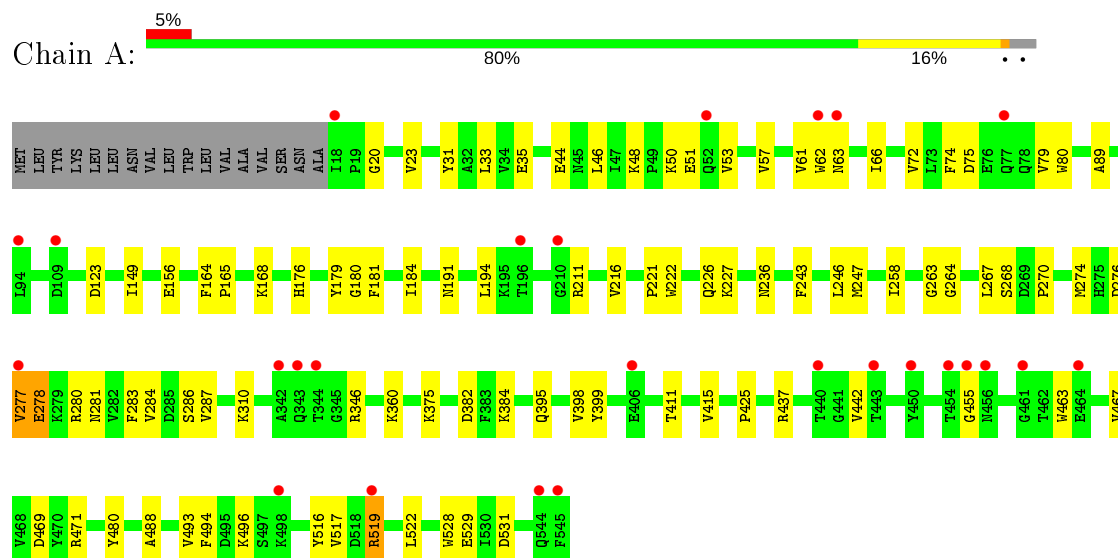 5%
Chain A:
80% 16% • •
MET LEU TYR LYS LEU LEU ASN VAL LEU TRP LEU VAL ALA VAL SER ASN ALA I18 P19 G20 V23 Y31 A32 L33 V34 E35 E44 N45 L46 I47 K48 P49 K50 E51 Q52 V53 V57 V61 W62 N63 I66 V72 L73 F74 D75 E76 Q77 Q78 V79 W80 A89
L94 D109 D123 I149 E156 F164 P165 K168 H176 Y179 G180 F181 I184 N191 L194 K195 T196 G210 R211 V216 P221 W222 Q226 K227 N236 F243 L246 M247 I258 G263 G264 L267 S268 D269 P270 M274 H275 P276
V277 E278 K279 R280 N281 V282 F283 V284 D285 S286 V287 K310 A342 Q343 T344 G345 R346 K360 K375 D382 F383 K384 Q395 V398 Y399 E406 T411 V415 P425 R437 T440 G441 V442 T443 Y450 T454 G455 N456 G461 T462 W463 E464 V467
V468 D469 Y470 R471 Y480 A488 V493 F494 D495 K496 S497 K498 Y516 V517 D518 R519 L522 W528 E529 I530 D531 Q544 F545